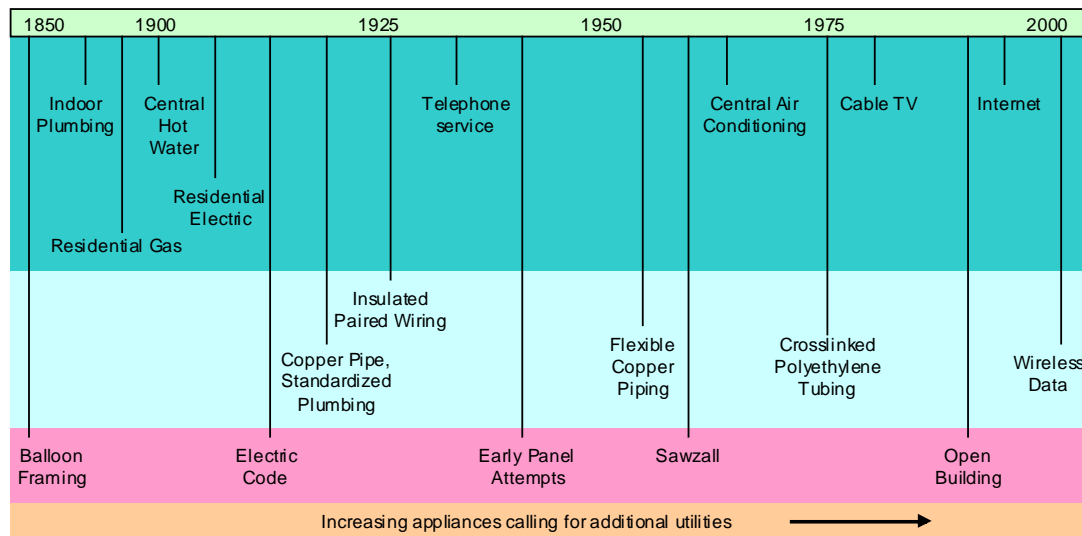 1850 1900 1925 1950 1975 2000
Indoor
Plumbing
Central
Hot
Water
Telephone
service
Central Air
Conditioning
Cable TV
Internet
Residential
Electric
Residential Gas
Insulated
Paired Wiring
Copper Pipe,
Standardized
Plumbing
Flexible
Copper
Piping
Crosslinked
Polyethylene
Tubing
Wireless
Data
Balloon
Framing
Electric
Code
Early Panel
Attempts
Sawzall
Open
Building
Increasing appliances calling for additional utilities